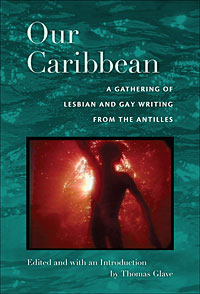 Our
Caribbean
A GATHERING OF
LESBIAN AND GAY WRITING
FROM THE ANTILLES
Edited and with an Introduction
by Thomas Glave